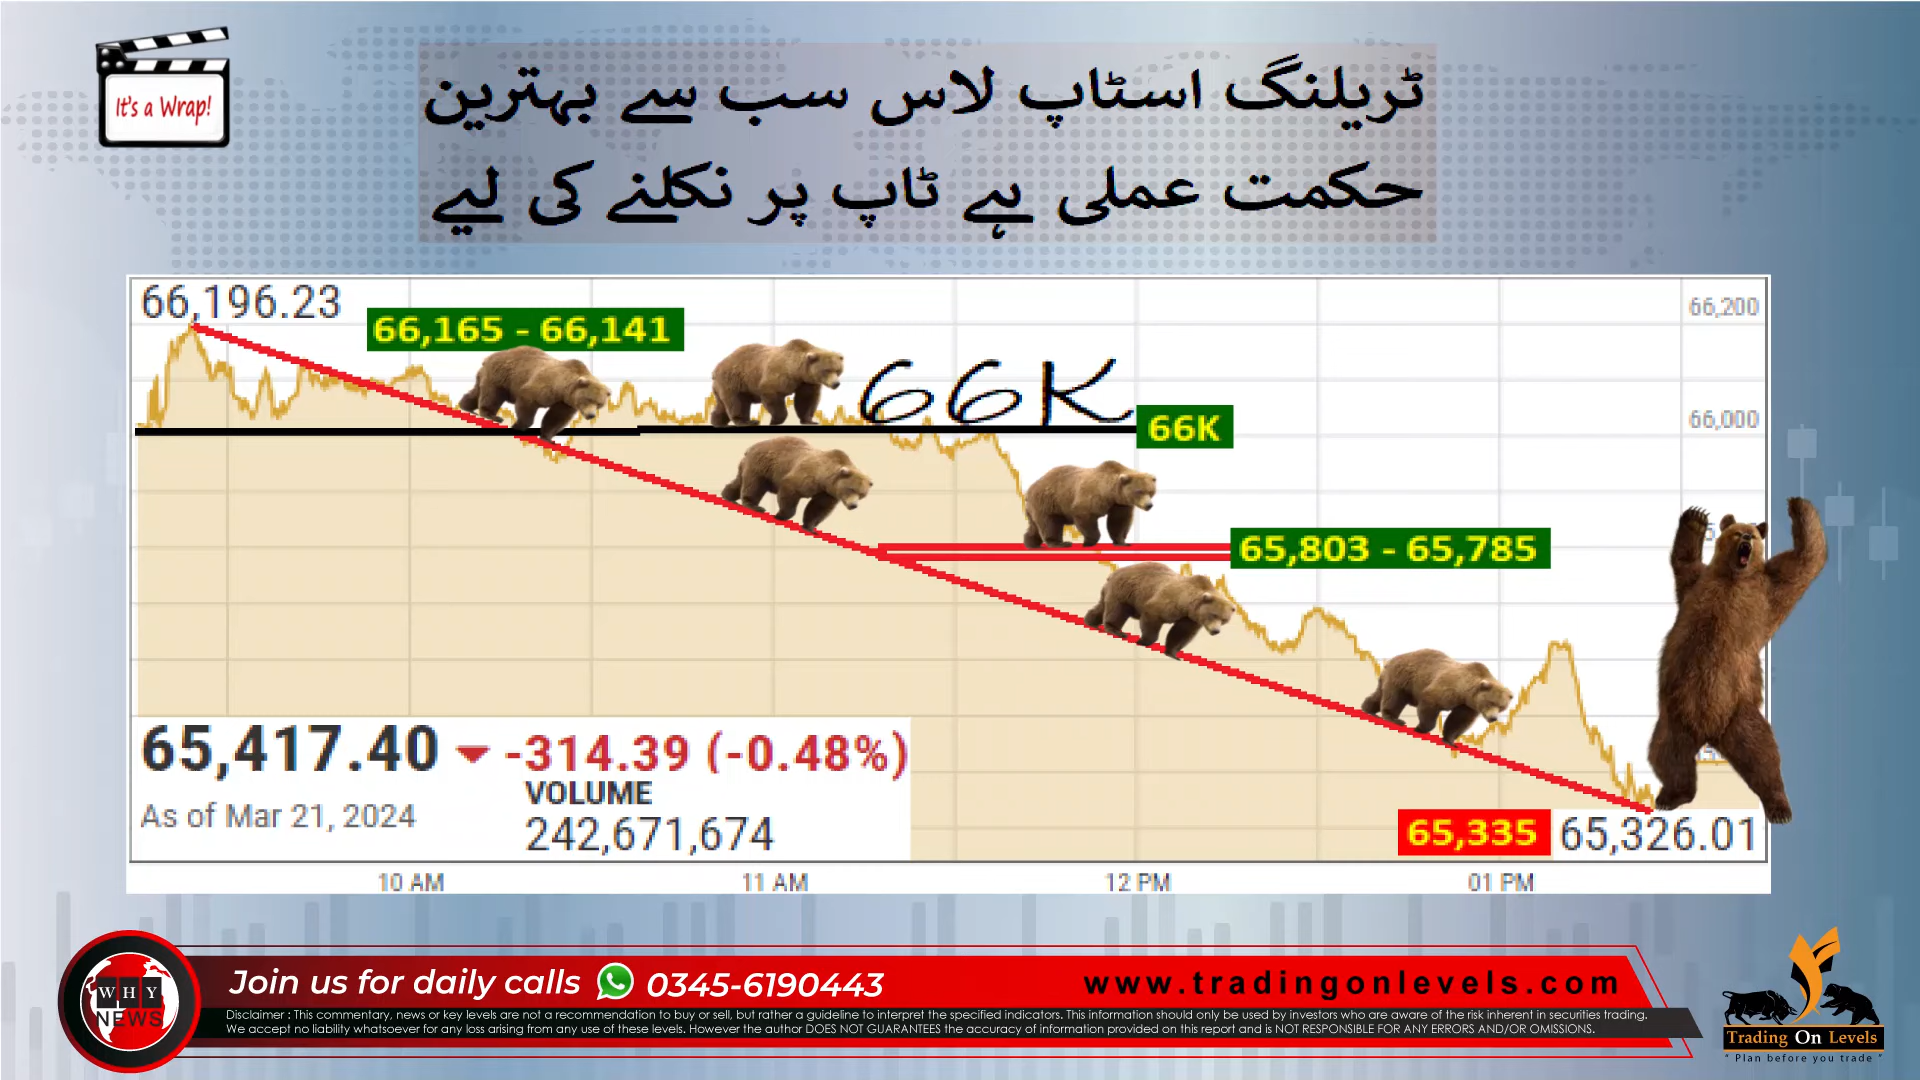 It's a Wrap!
ٹریلنگ اسٹاپ لاس سب سے بہترین
حکمت عملی ہے ٹاپ پر نکلنے کی لیے
66,196.23
66,165 - 66,141
66K
66K
65,803 - 65,785
66,200
66,000
65,417.40 -314.39 (-0.48%)
VOLUME
As of Mar 21, 2024
242,671,674
65,335
65,326.01
10 AM
11 AM
12 PM
01 PM
WHY
NEWS
Join us for daily calls 0345-6190443
www.tradingonlevels.com
Disclaimer : This commentary, news or key levels are not a recommendation to buy or sell, but rather a guideline to interpret the specified indicators. This information should only be used by investors who are aware of the risk inherent in securities trading.
We accept no liability whatsoever for any loss arising from any use of these levels. However the author DOES NOT GUARANTEES the accuracy of information provided on this report and is NOT RESPONSIBLE FOR ANY ERRORS AND/OR OMISSIONS.
Trading On Levels
" Plan before you trade "